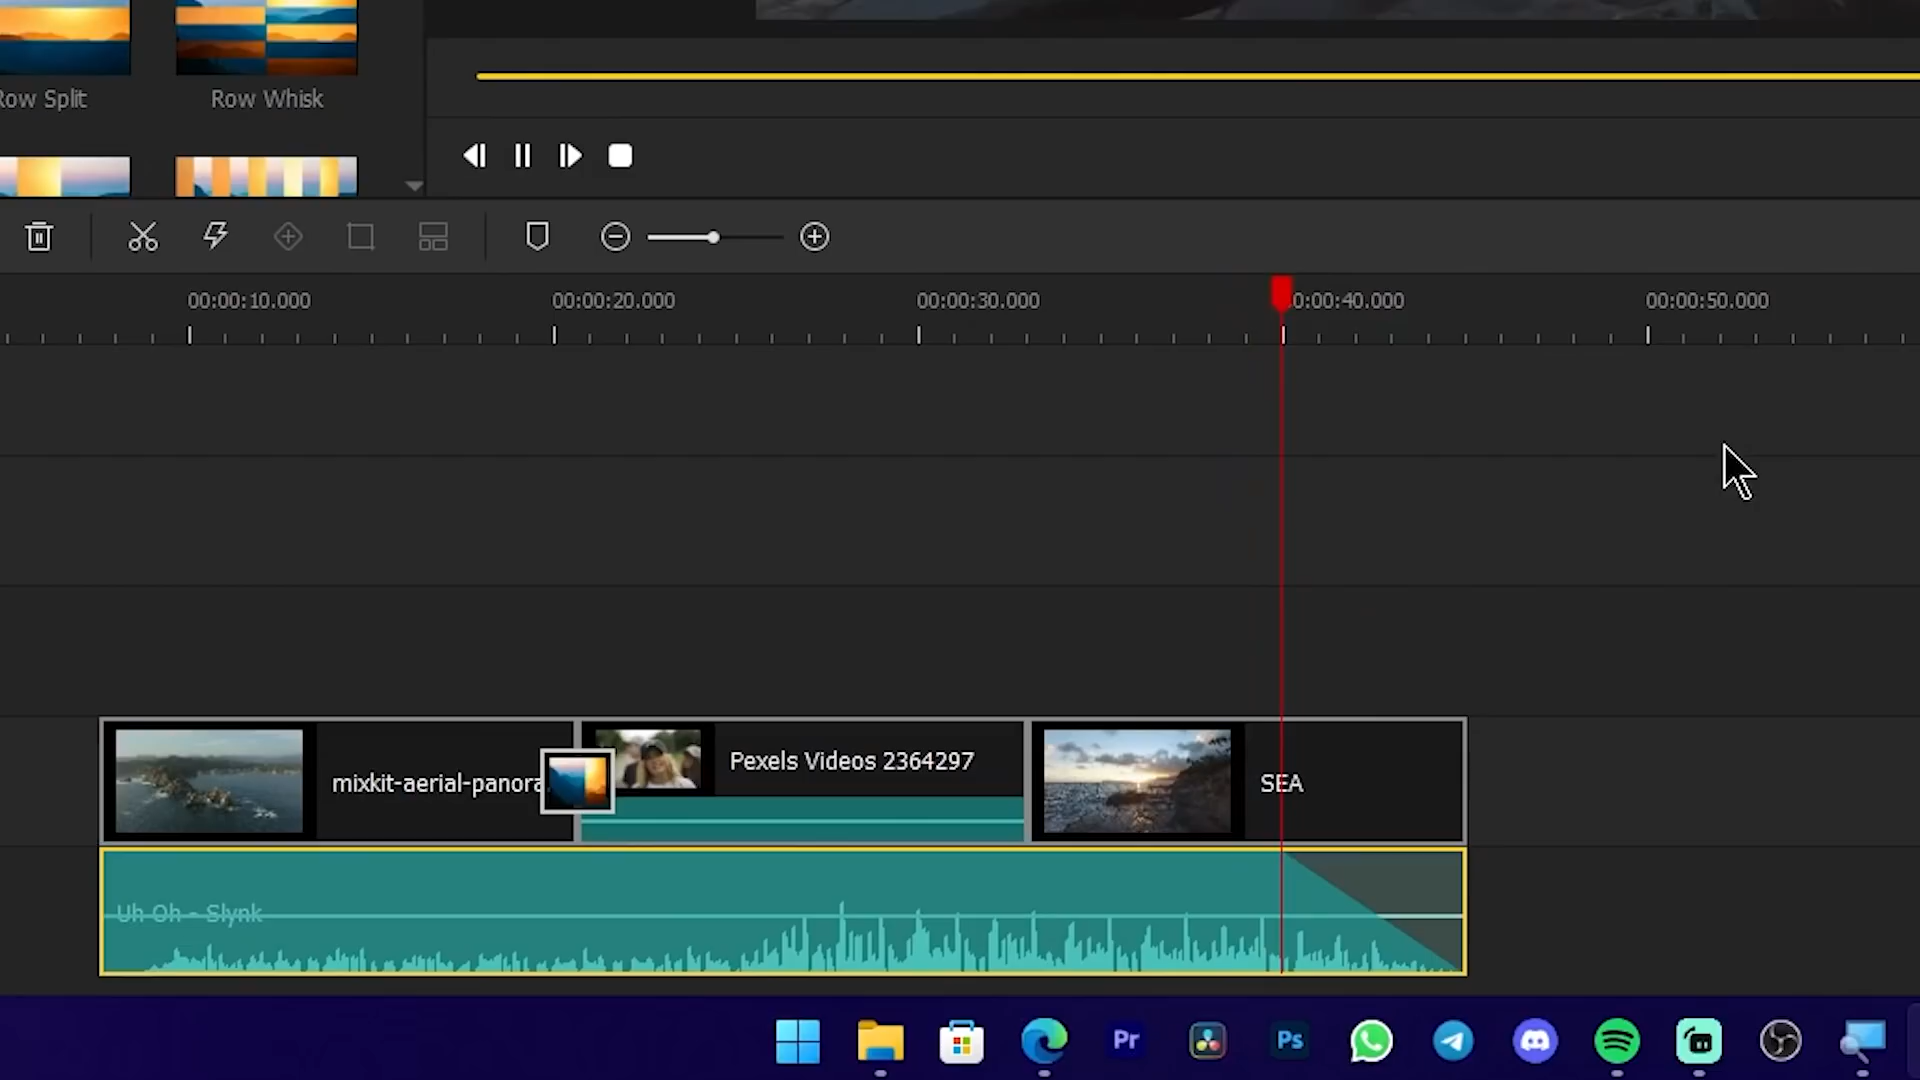 Row Split
Row Whisk
00:00:10.000
00:00:20.000
00:00:30.000
0:00:40.000
00:00:50.000
mixkit-aerial-panora
Pexels Videos 2364297
SEA
Uh Oh - Slynk
Pr
Ps